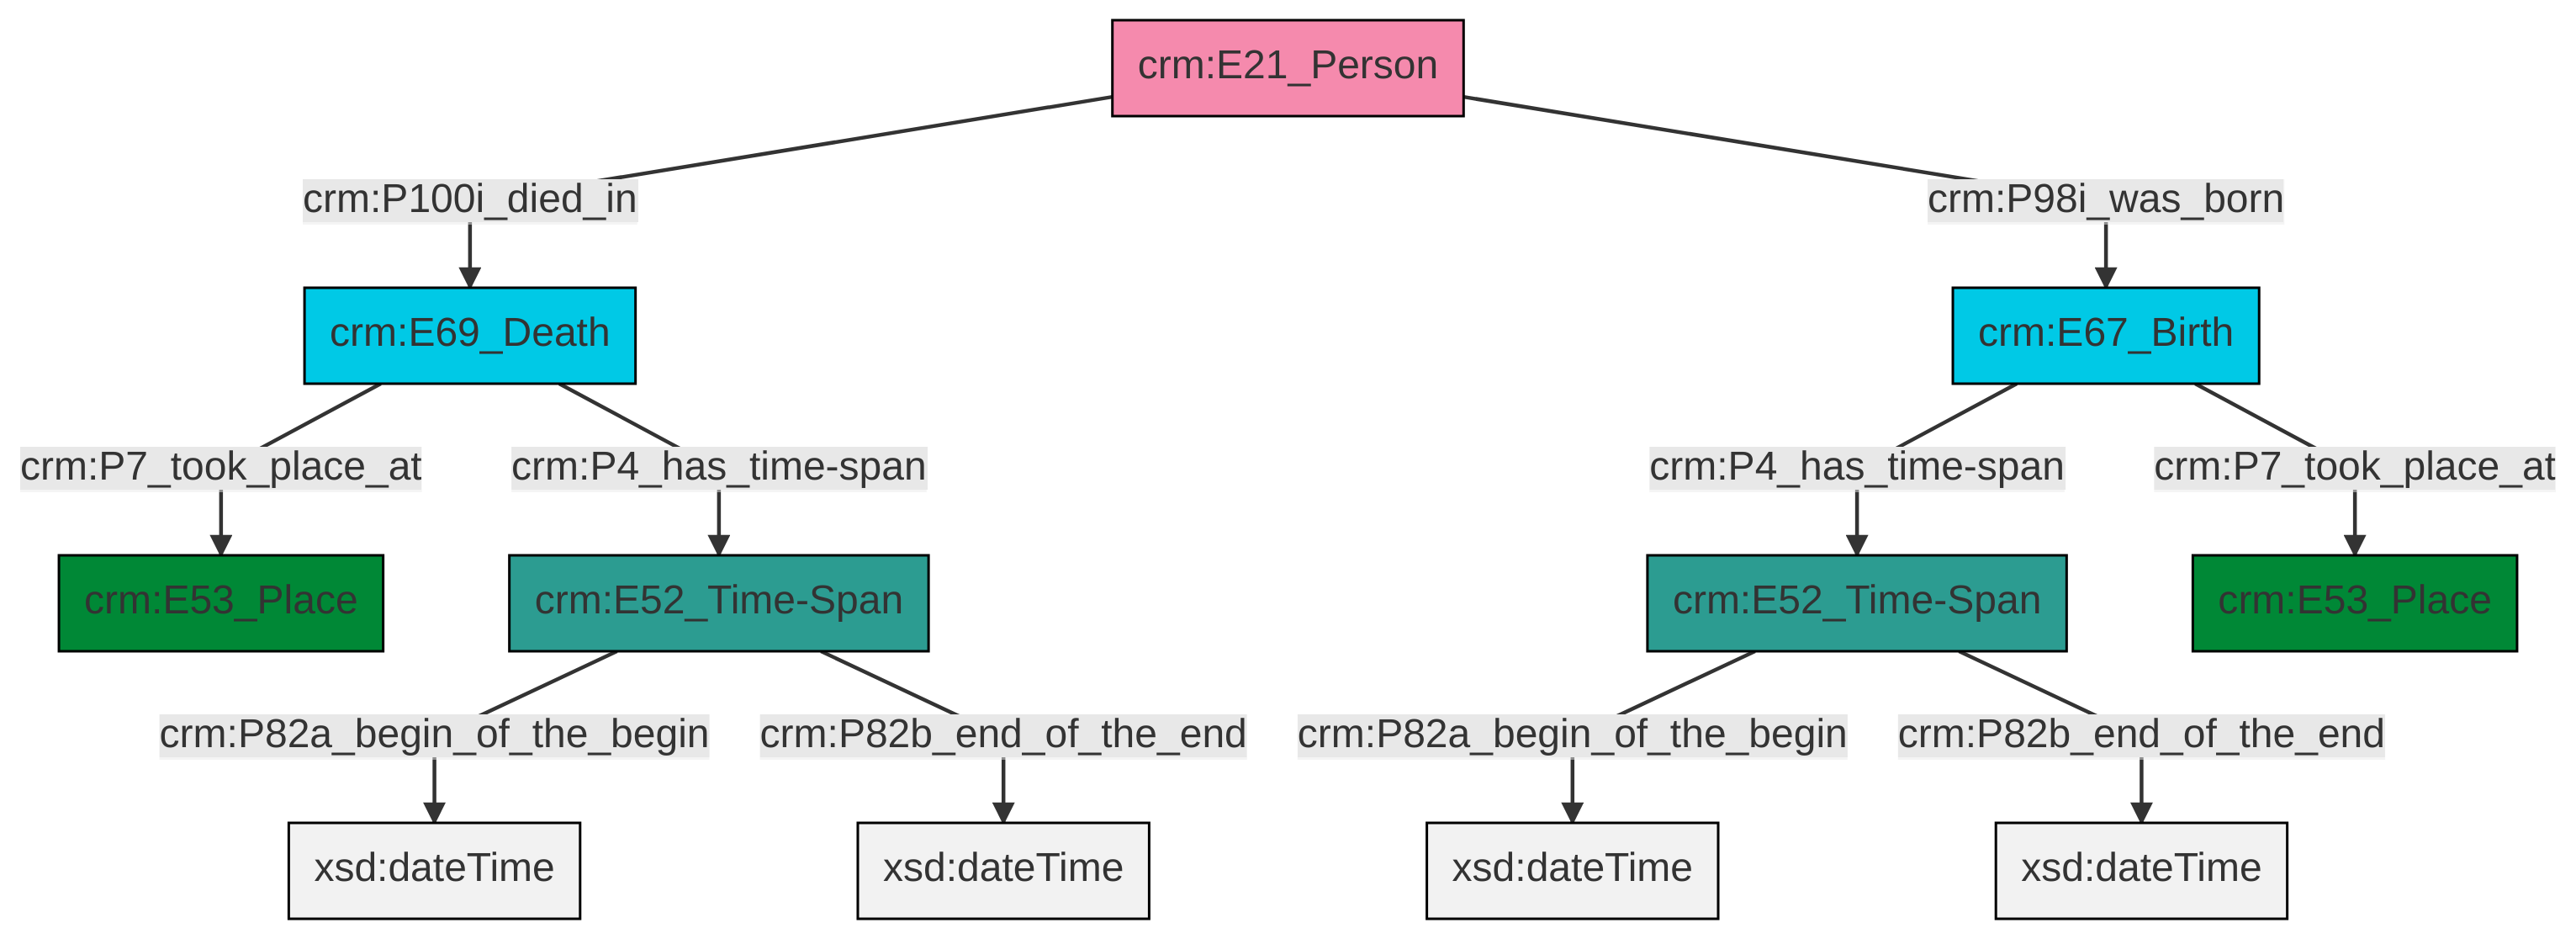 crm:E21_Person
crm:P100i_died_in
crm:P98i_was_born
crm:E69_Death
crm:E67_Birth
crm:P7_took_place_at
crm:P4_has_time-span
crm:P4_has_time-span
crm:P7_took_place_at
crm:E53_Place
crm:E52_Time-Span
crm:E52_Time-Span
crm:E53_Place
crm:P82a_begin_of_the_begin
crm:P82b_end_of_the_end
crm:P82a_begin_of_the_begin
crm:P82b_end_of_the_end
xsd:dateTime
xsd:dateTime
xsd:dateTime
xsd:dateTime